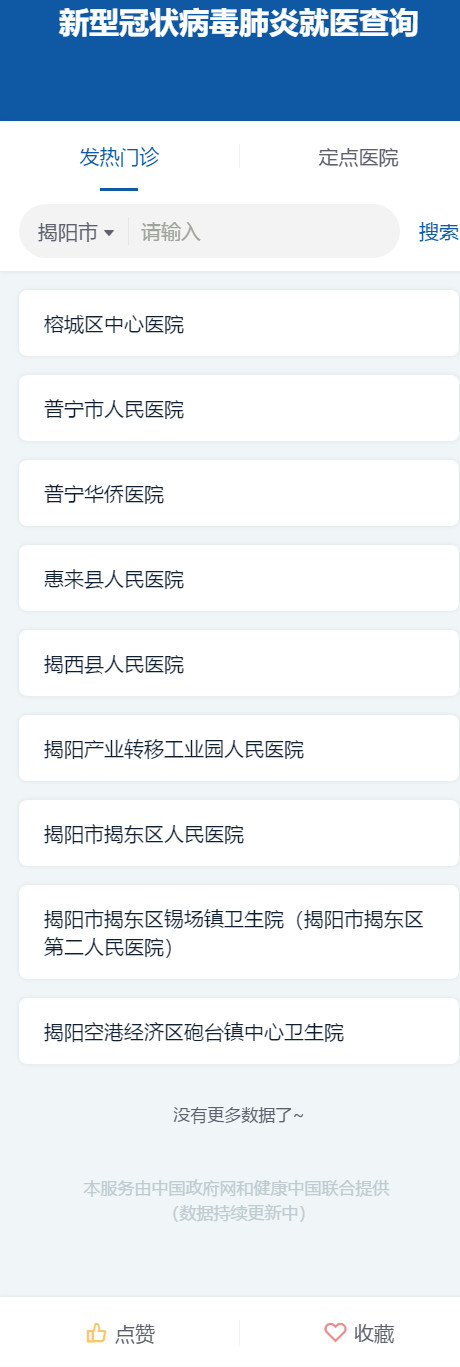 新型冠状病毒肺炎就医查询
发热门诊
定点医院
揭阳市
请输入
搜索
榕城区中心医院
普宁市人民医院
普宁华侨医院
惠来县人民医院
揭西县人民医院
揭阳产业转移工业园人民医院
揭阳市揭东区人民医院
揭阳市揭东区锡场镇卫生院（揭阳市揭东区
第二人民医院）
揭阳空港经济区砲台镇中心卫生院
没有更多数据了~
本服务由中国政府网和健康中国联合提供
（数据持续更新中）
点赞
收藏